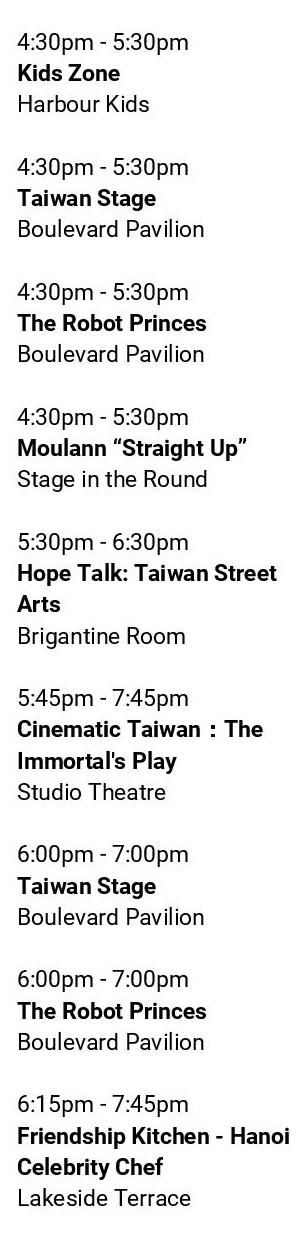 4:30pm - 5:30pm
Kids Zone
Harbour Kids
4:30pm - 5:30pm
Taiwan Stage
Boulevard Pavilion
4:30pm - 5:30pm
The Robot Princes
Boulevard Pavilion
4:30pm - 5:30pm
Moulann “Straight Up”
Stage in the Round
5:30pm - 6:30pm
Hope Talk: Taiwan Street
Arts
Brigantine Room
5:45pm - 7:45pm
Cinematic Taiwan：The
Immortal's Play
Studio Theatre
6:00pm - 7:00pm
Taiwan Stage
Boulevard Pavilion
6:00pm - 7:00pm
The Robot Princes
Boulevard Pavilion
6:15pm - 7:45pm
Friendship Kitchen - Hanoi
Celebrity Chef
Lakeside Terrace